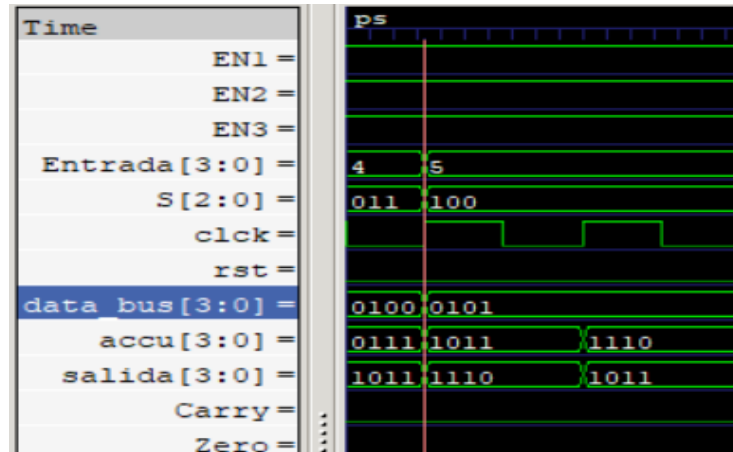 Time ps
EN1=
EN2=
EN3=
Entrada[3:0]= 4 5
S[2:0]= 011 100
clck=
rst=
data_bus[3:0]= 0100 0101
accu[3:0]= 0111 1011 1110
salida[3:0]= 1011 1110 1011
Carry=
Zero=